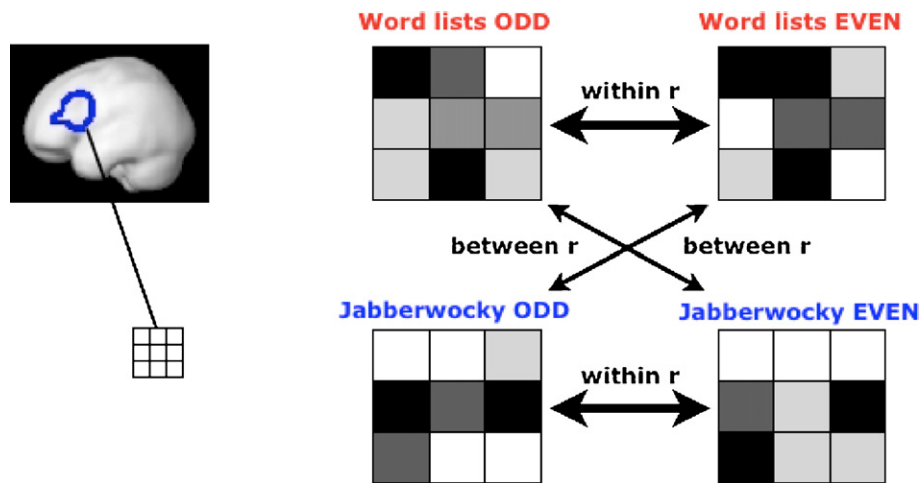 Word lists ODD
Word lists EVEN
within r
between r
between r
Jabberwocky ODD
Jabberwocky EVEN
within r